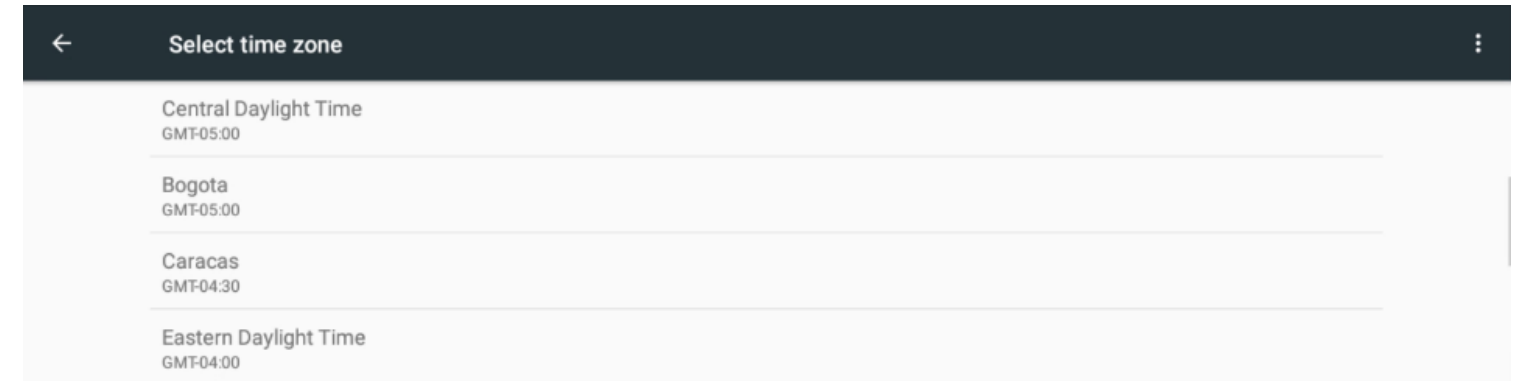 Select time zone
Central Daylight Time
GMT-05:00
Bogota
GMT-05:00
Caracas
GMT-04:30
Eastern Daylight Time
GMT-04:00